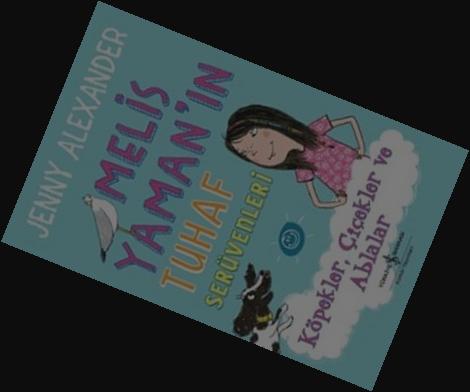 JENNY ALEXANDER
MELİS
YAMAN'IN
TUHAF
SERÜVENLERİ
Köpekler, Çiçekler ve
Ablalar